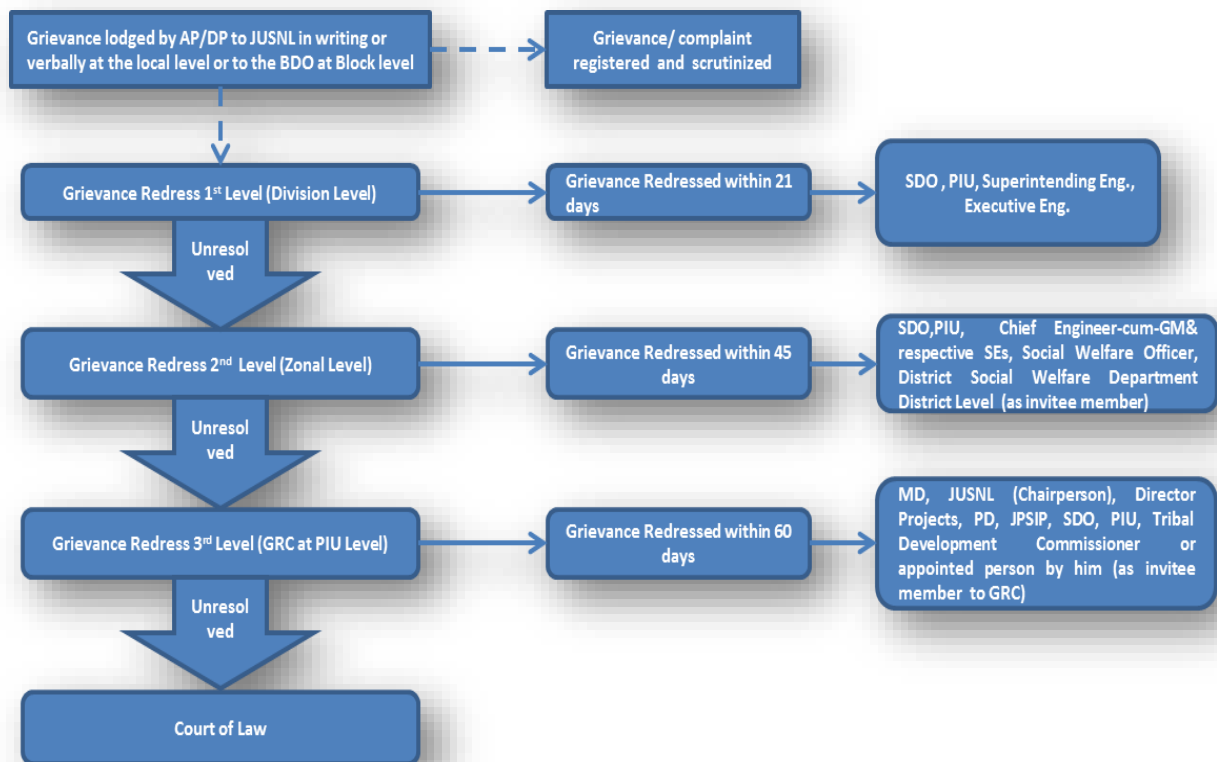 Grievance lodged by AP/DP to JUSNL in writing or
verbally at the local level or to the BDO at Block level
Grievance/ complaint
registered and scrutinized
Grievance Redress 1st Level (Division Level)
Grievance Redressed within 21
days
SDO , PIU, Superintending Eng.,
Executive Eng.
Unresol
ved
Grievance Redress 2nd Level (Zonal Level)
Grievance Redressed within 45
days
SDO,PIU, Chief Engineer-cum-GM&
respective SEs, Social Welfare Officer,
District Social Welfare Department
District Level (as invitee member)
Unresol
ved
Grievance Redress 3rd Level (GRC at PIU Level)
Grievance Redressed within 60
days
MD, JUSNL (Chairperson), Director
Projects, PD, JPSIP, SDO, PIU, Tribal
Development Commissioner or
appointed person by him (as invitee
member to GRC)
Unresol
ved
Court of Law